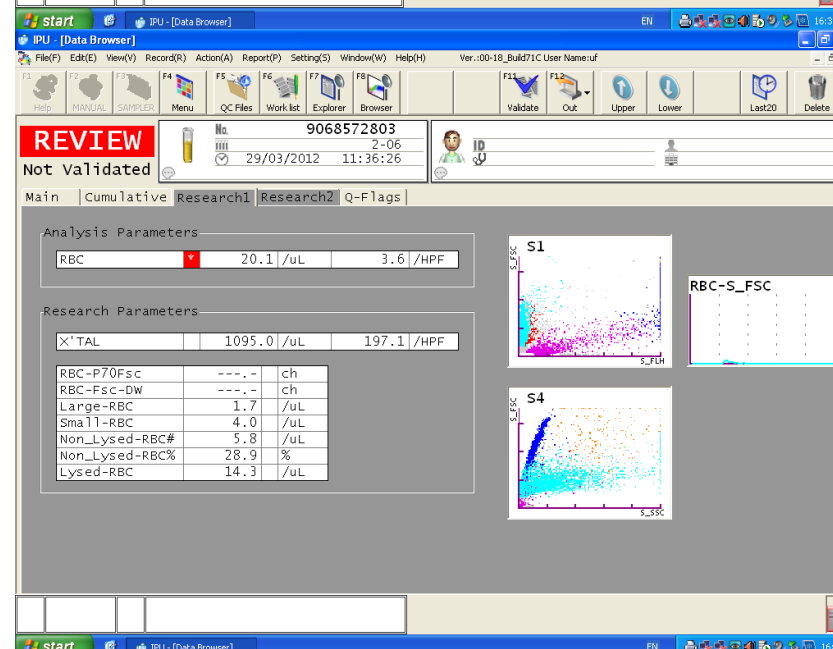 start IPU - [Data Browser] EN 16:3
IPU - [Data Browser]
File(F) Edit(E) View(V) Record(R) Action(A) Report(P) Setting(S) Window(W) Help(H) Ver.:00-18_Build71C User Name:uf
F1 F2 F3 F4 F5 F6 F7 F8 F11 F12
Help MANUAL SAMPLER Menu QC Files Work list Explorer Browser Validate Out Upper Lower Last20 Delete
REVIEW
Not Validated
No. 9068572803
2-06
29/03/2012 11:36:26
ID
Main Cumulative Research1 Research2 Q-Flags
Analysis Parameters
RBC * 20.1 /uL 3.6 /HPF
Research Parameters
X'TAL 1095.0 /uL 197.1 /HPF
RBC-P70Fsc ---.- ch
RBC-Fsc-DW ---.- ch
Large-RBC 1.7 /uL
Small-RBC 4.0 /uL
Non_Lysed-RBC# 5.8 /uL
Non_Lysed-RBC% 28.9 %
Lysed-RBC 14.3 /uL
S1
S_FSC
S_FLH
RBC-S_FSC
S4
S_FSC
S_SSC
start IPU - [Data Browser] EN